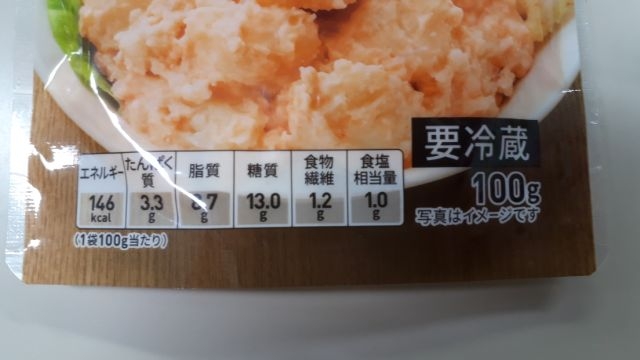 エネルギー
146
kcal
たんぱく
質
3.3
g
脂質
g
糖質
13.0
g
食物
繊維
1.2
g
食塩
相当量
1.0
g
(1袋100g当たり)
要冷蔵
100g
写真はイメージです